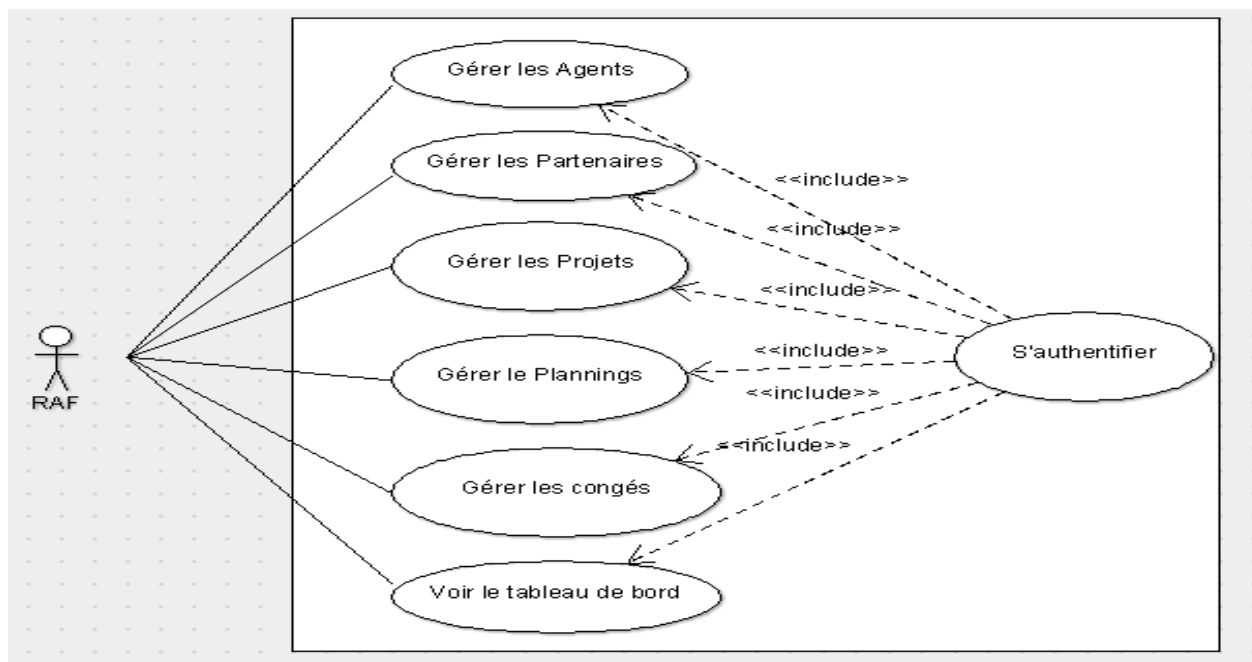 Gérer les Agents
Gérer les Partenaires
<<include>>
<<include>>
Gérer les Projets
<<include>>
RAF
Gérer le Plannings
<<include>>
S'authentifier
<<include>>
<<include>>
Gérer les congés
Voir le tableau de bord